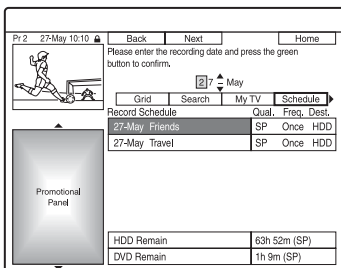 Pr 2 27-May 10:10 Back Next Home
Please enter the recording date and press the green
button to confirm.
27 May
Grid Search My TV Schedule
Record Schedule Qual. Freq. Dest.
27-May Friends SP Once HDD
27-May Travel SP Once HDD
Promotional
Panel
HDD Remain 63h 52m (SP)
DVD Remain 1h 9m (SP)